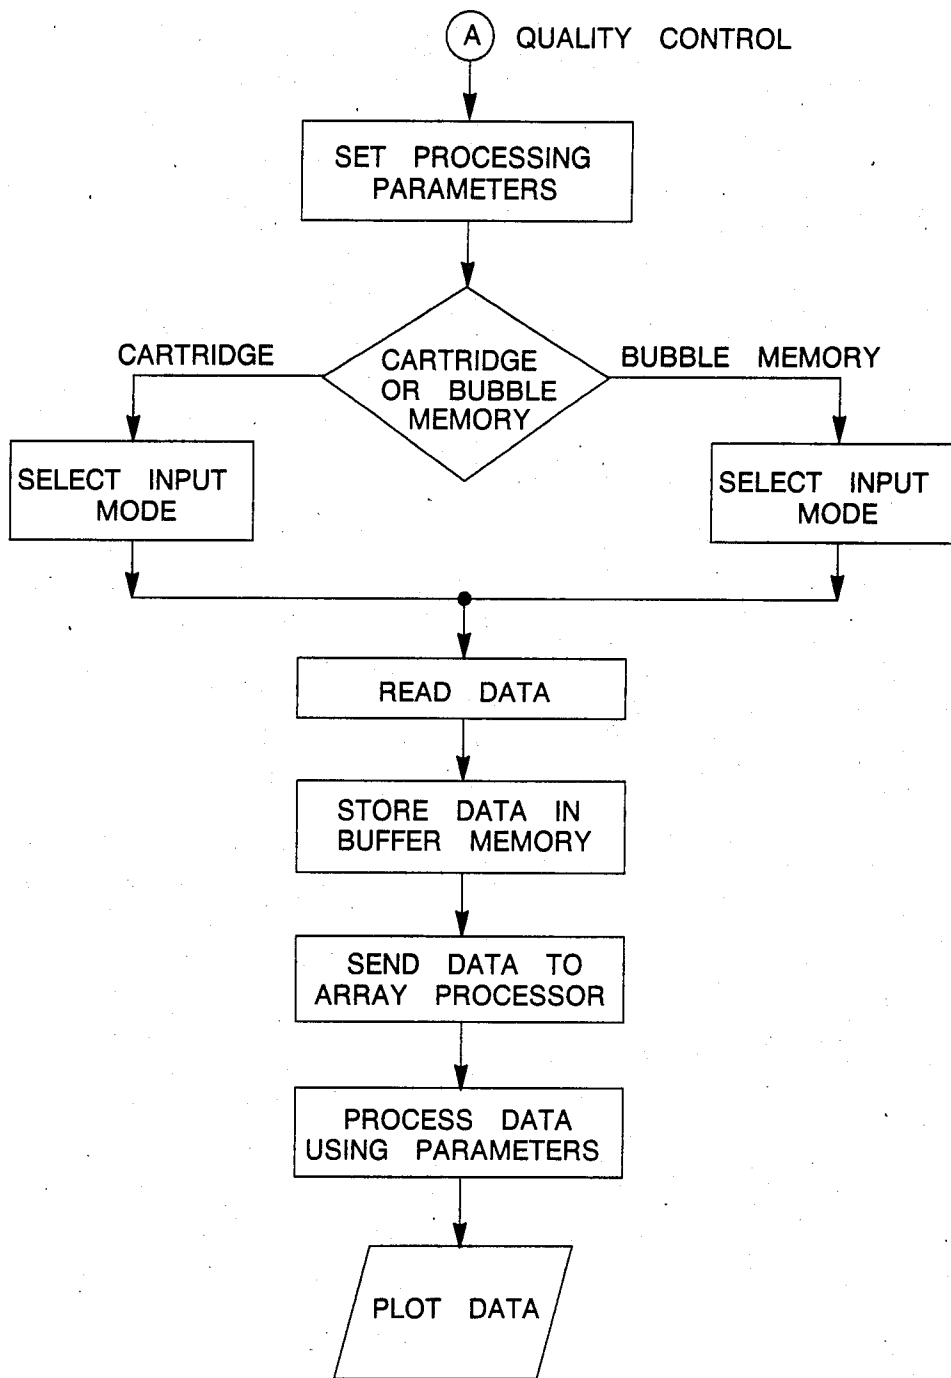 A QUALITY CONTROL
SET PROCESSING
PARAMETERS
CARTRIDGE
CARTRIDGE
OR BUBBLE
MEMORY
BUBBLE MEMORY
SELECT INPUT
MODE
SELECT INPUT
MODE
READ DATA
STORE DATA IN
BUFFER MEMORY
SEND DATA TO
ARRAY PROCESSOR
PROCESS DATA
USING PARAMETERS
PLOT DATA